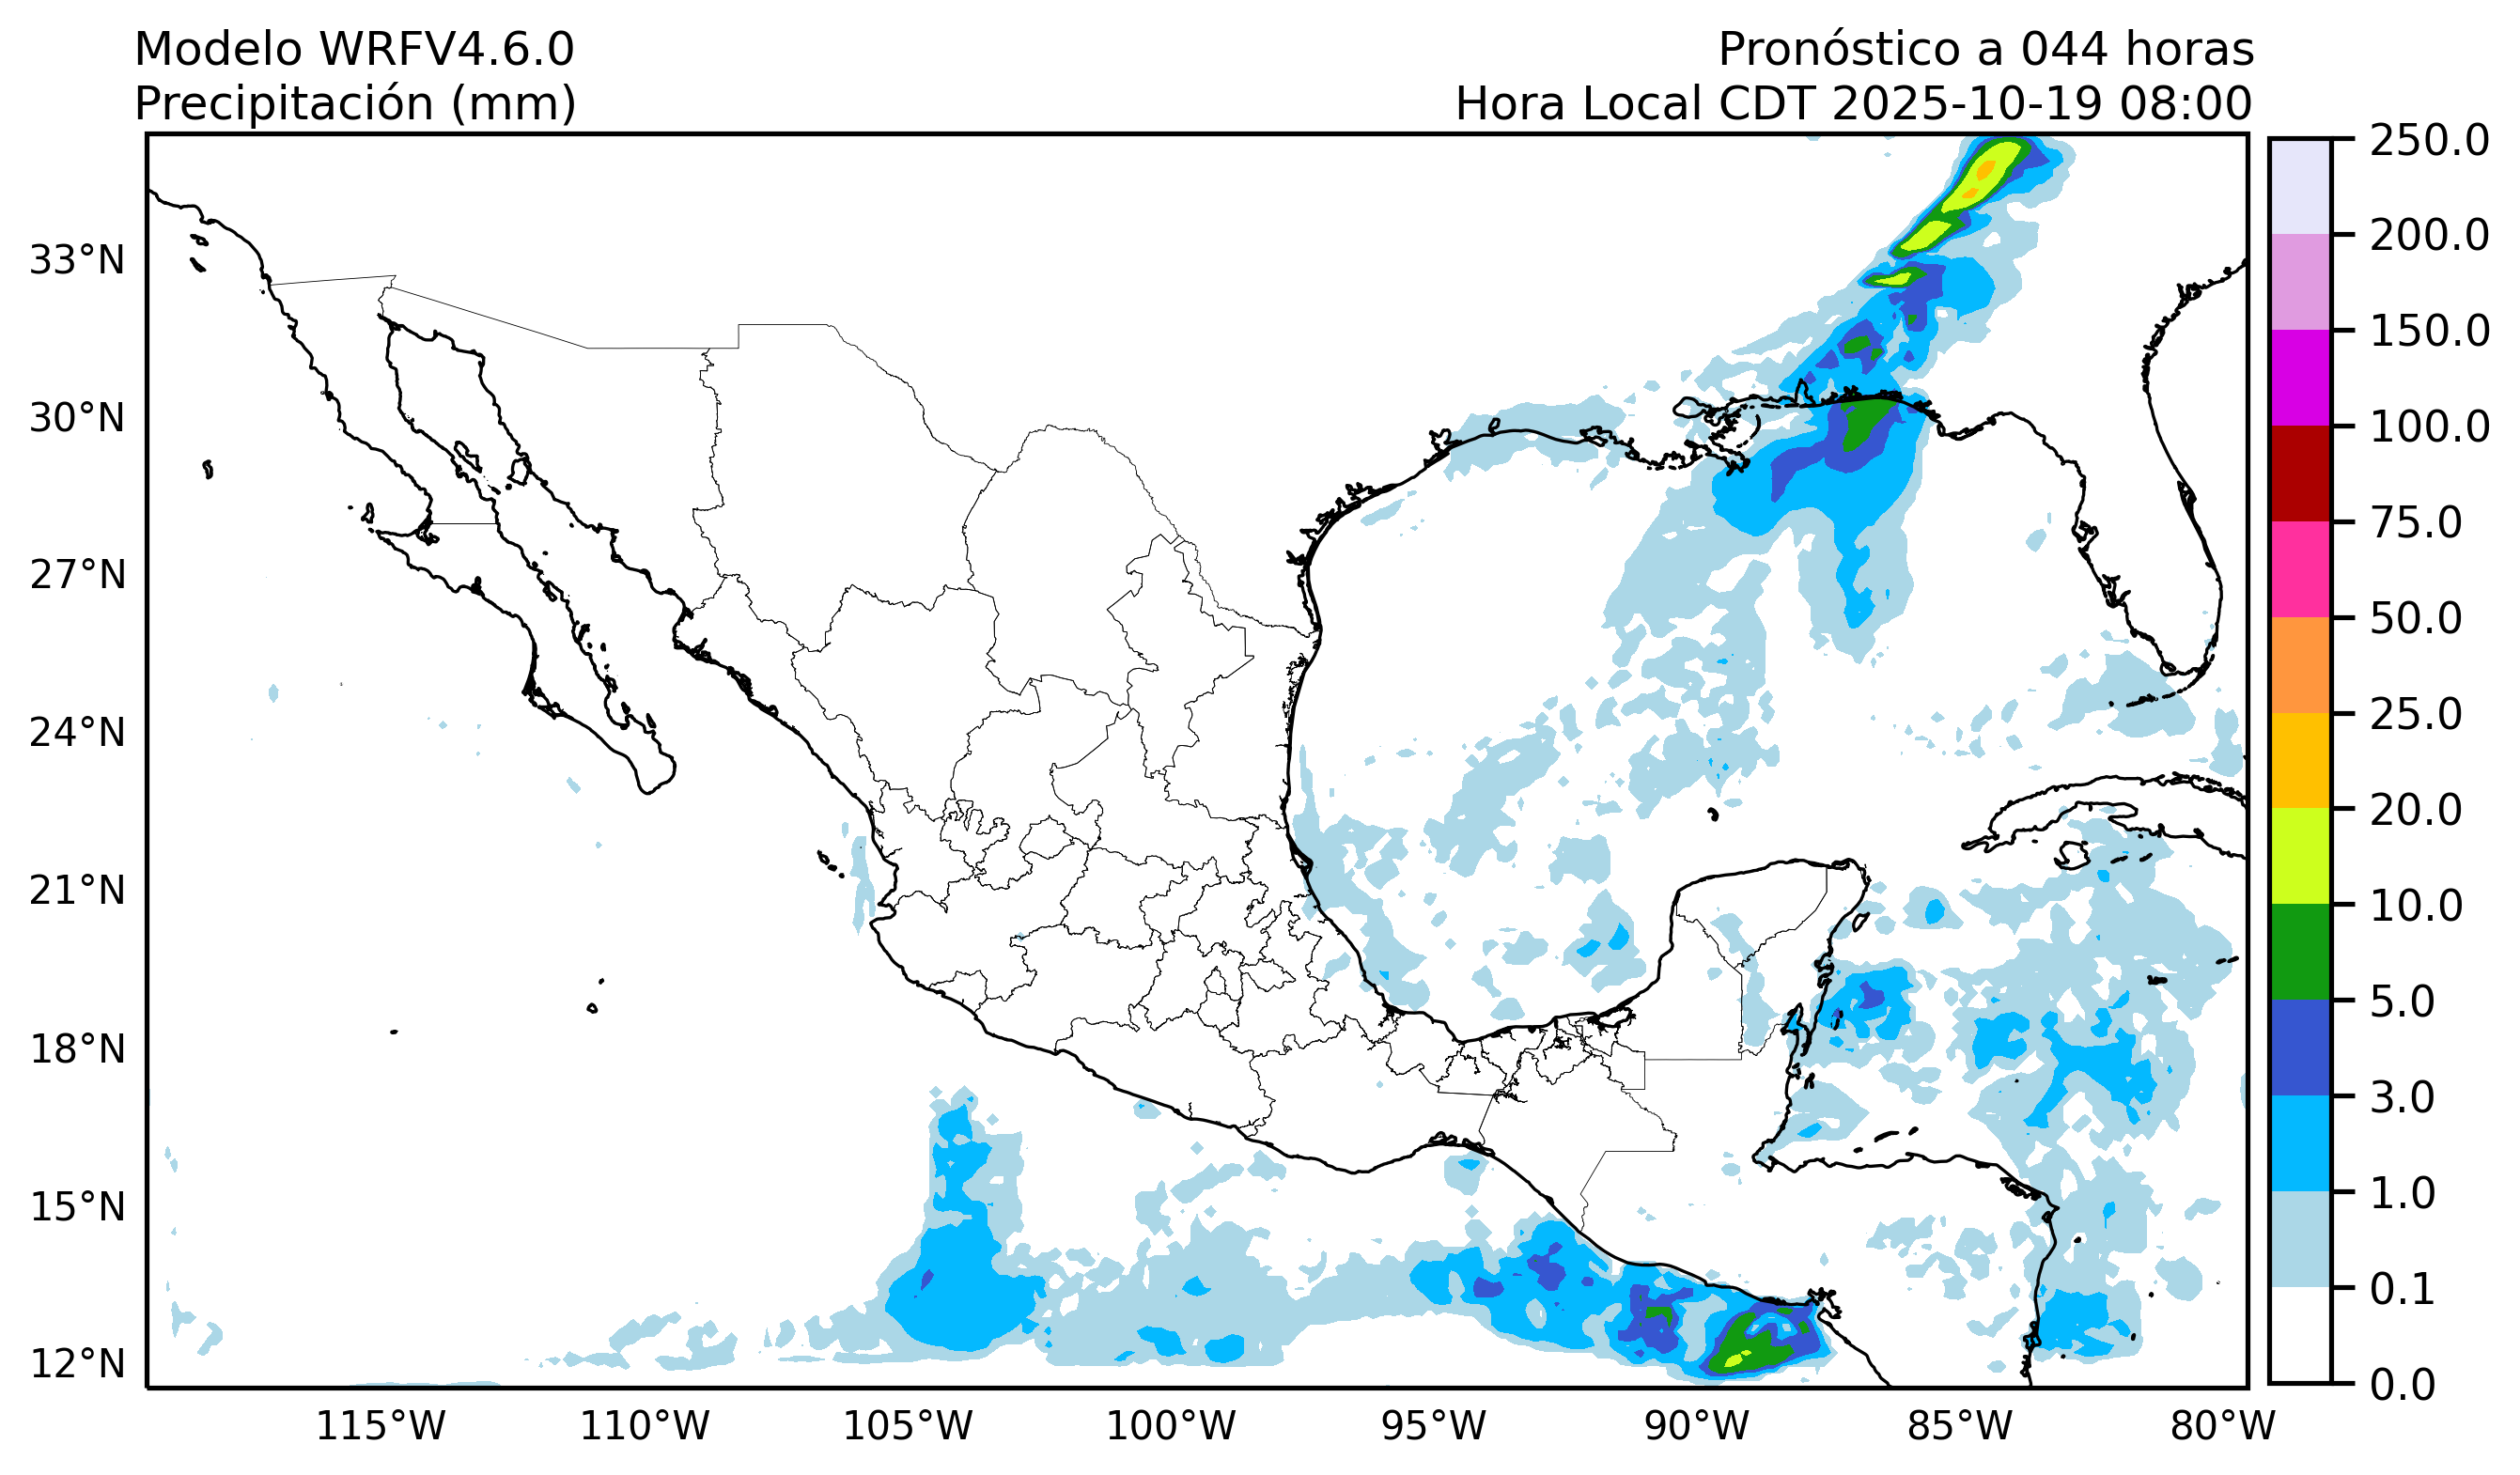 Modelo WRFV4.6.0
Pronóstico a 044 horas
Precipitación (mm)
Hora Local CDT 2025-10-19 08:00
250.0
200.0
150.0
100.0
75.0
50.0
25.0
20.0
10.0
5.0
3.0
1.0
0.1
0.0
33°N
30°N
27°N
24°N
21°N
18°N
15°N
12°N
115°W
110°W
105°W
100°W
95°W
90°W
85°W
80°W